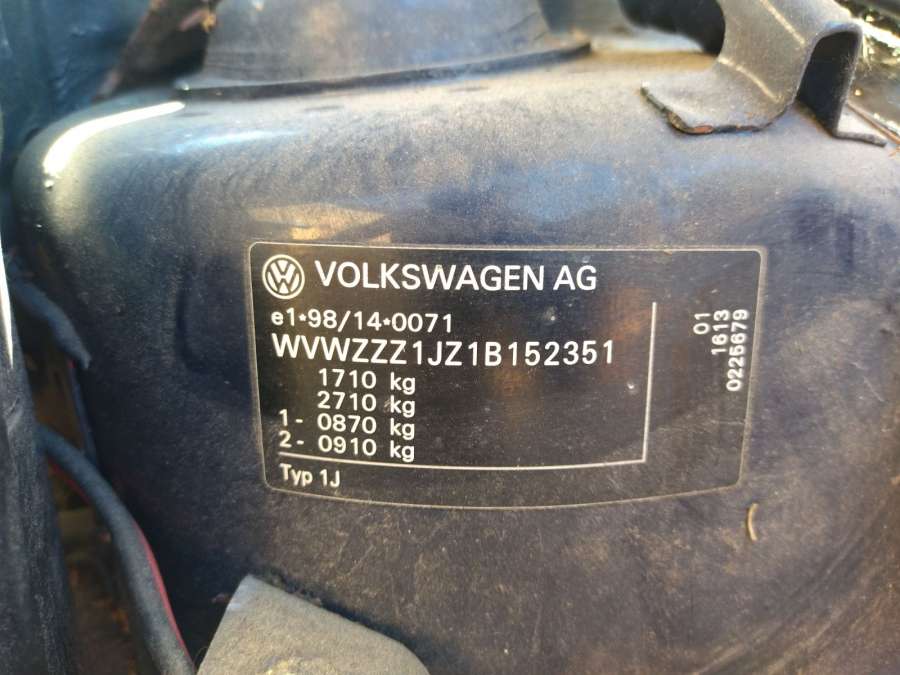 VOLKSWAGEN AG
e1*98/14*0071
WVWZZZ1JZ1B152351
1710 kg
2710 kg
1- 0870 kg
2- 0910 kg
Typ 1J
01
1613
0225679